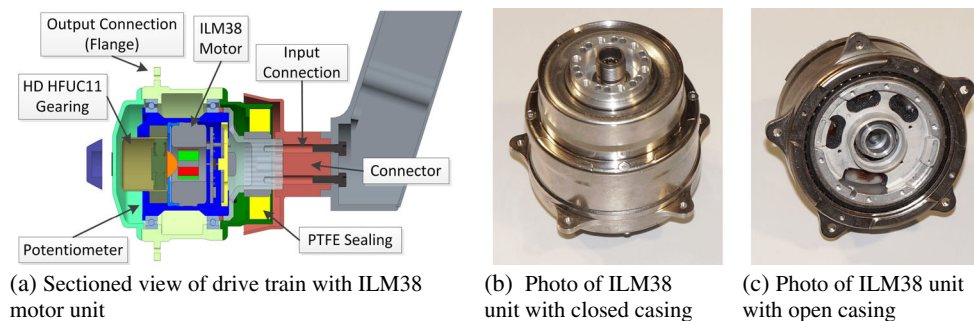 Output Connection
(Flange)
ILM38
Motor
Input
Connection
HD HFUC11
Gearing
Connector
Potentiometer
PTFE Sealing
(a) Sectioned view of drive train with ILM38
motor unit
(b) Photo of ILM38
unit with closed casing
(c) Photo of ILM38 unit
with open casing